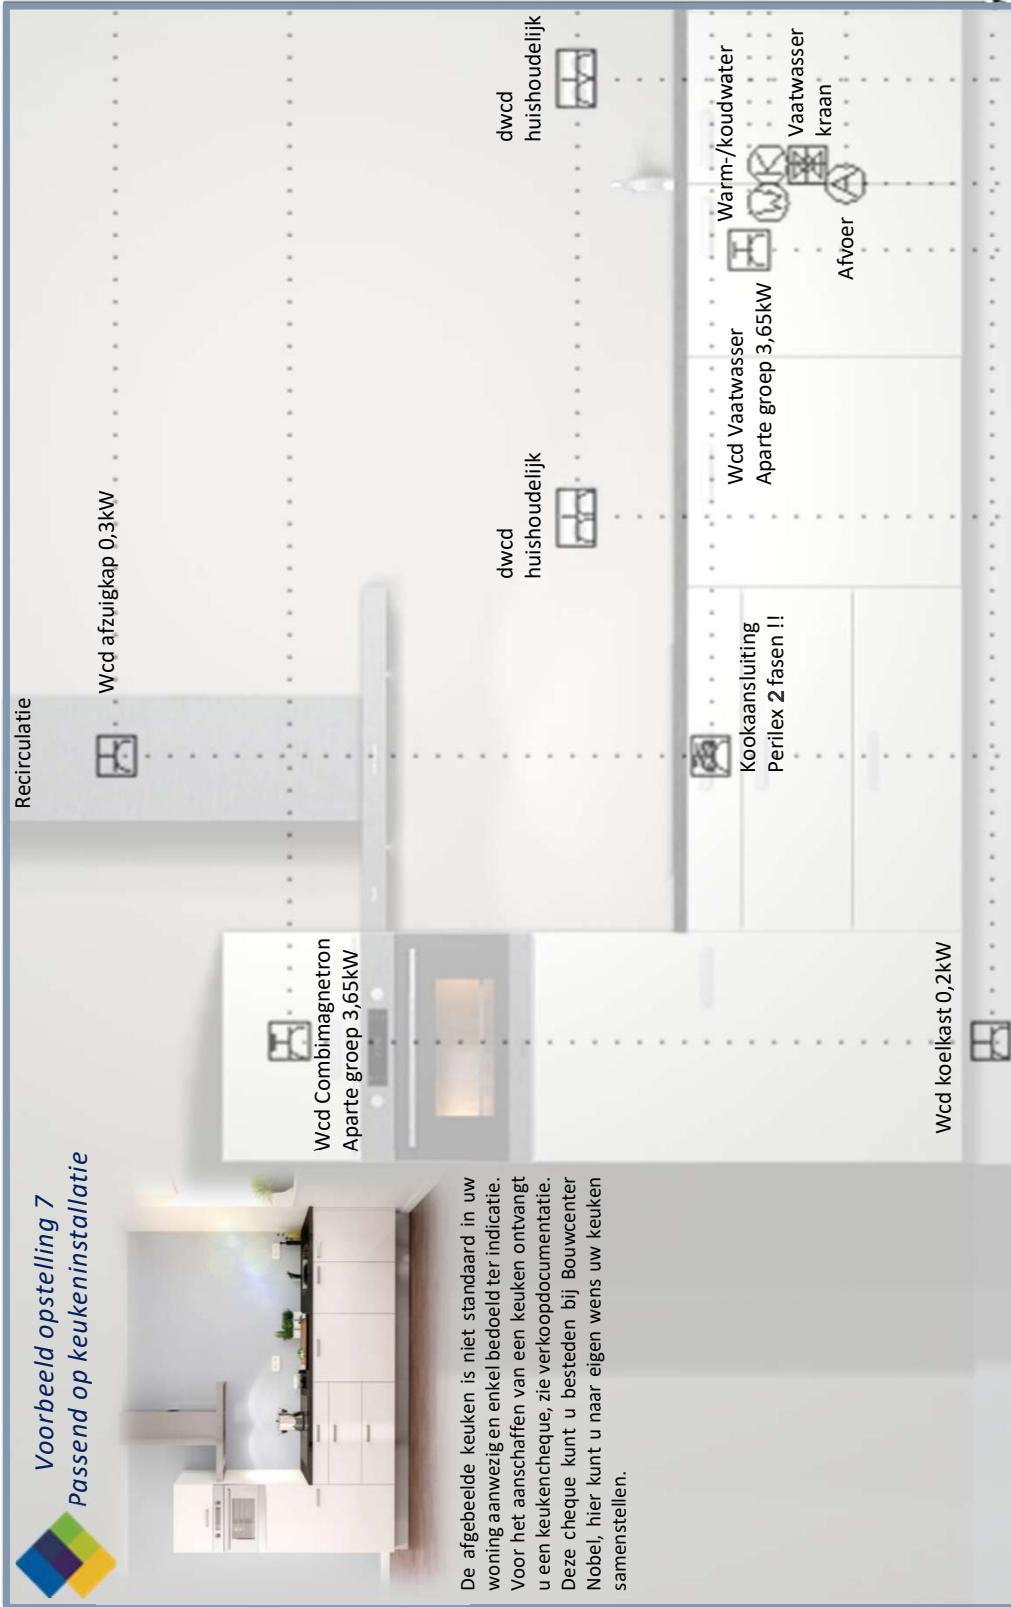 Voorbeeld opstelling 7
Passend op keukeninstallatie
De afgebeelde keuken is niet standaard in uw
woning aanwezig en enkel bedoeld ter indicatie.
Voor het aanschaffen van een keuken ontvangt
u een keukencheque, zie verkoopdocumentatie.
Deze cheque kunt u besteden bij Bouwcenter
Nobel, hier kunt u naar eigen wens uw keuken
samenstellen.
Recirculatie
Wcd afzuigkap 0,3kW
Wcd Combimagnetron
Aparte groep 3,65kW
dwcd
huishoudelijk
dwcd
huishoudelijk
Kookaansluiting
Perilex 2 fasen !!
Wcd Vaatwasser
Aparte groep 3,65kW
Warm-/koudwater
W K
Vaatwasser
kraan
A
Afvoer
Wcd koelkast 0,2kW